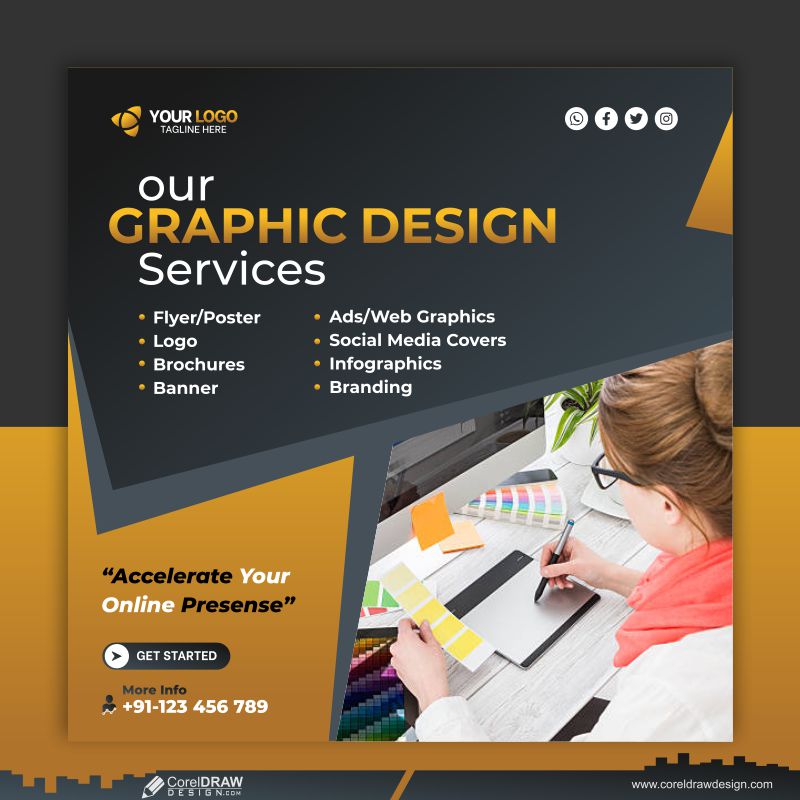 YOUR LOGO
TAGLINE HERE
our
GRAPHIC DESIGN
Services
Flyer/Poster
Logo
Brochures
Banner
Ads/Web Graphics
Social Media Covers
Infographics
Branding
“Accelerate Your
Online Presense”
GET STARTED
More Info
+91-123 456 789
CorelDRAW
DESIGN.COM
www.coreldrawdesign.com